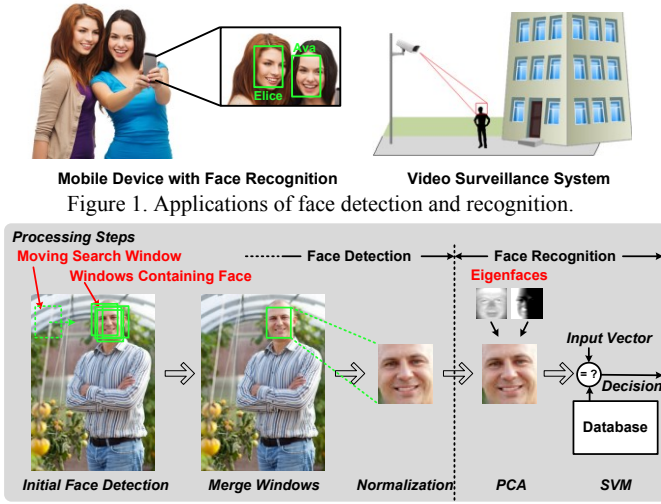 Ava
Elice
Mobile Device with Face Recognition
Video Surveillance System
Figure 1. Applications of face detection and recognition.
Processing Steps
Moving Search Window
Face Detection
Face Recognition
Windows Containing Face
Eigenfaces
Input Vector
= ?
Decision
Database
Initial Face Detection
Merge Windows
Normalization
PCA
SVM